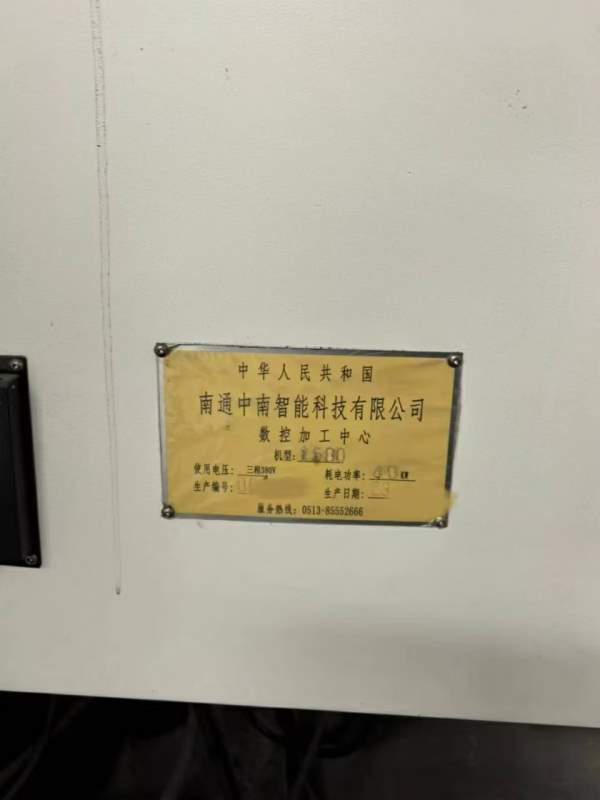 中华人民共和国
南通中南智能科技有限公司
数控加工中心
机型: 1500
使用电压: 三相380V 耗电功率: 40 KW
生产编号: 生产日期:
服务热线: 0513-85552666